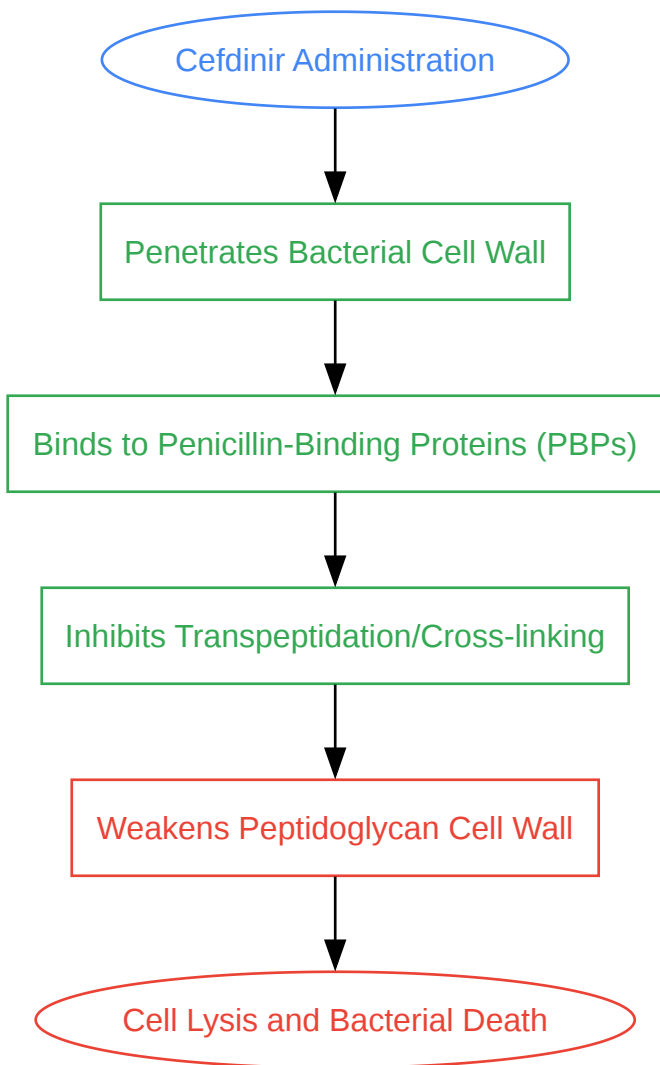 Cefdinir Administration
Penetrates Bacterial Cell Wall
Binds to Penicillin-Binding Proteins (PBPs)
Inhibits Transpeptidation/Cross-linking
Weakens Peptidoglycan Cell Wall
Cell Lysis and Bacterial Death